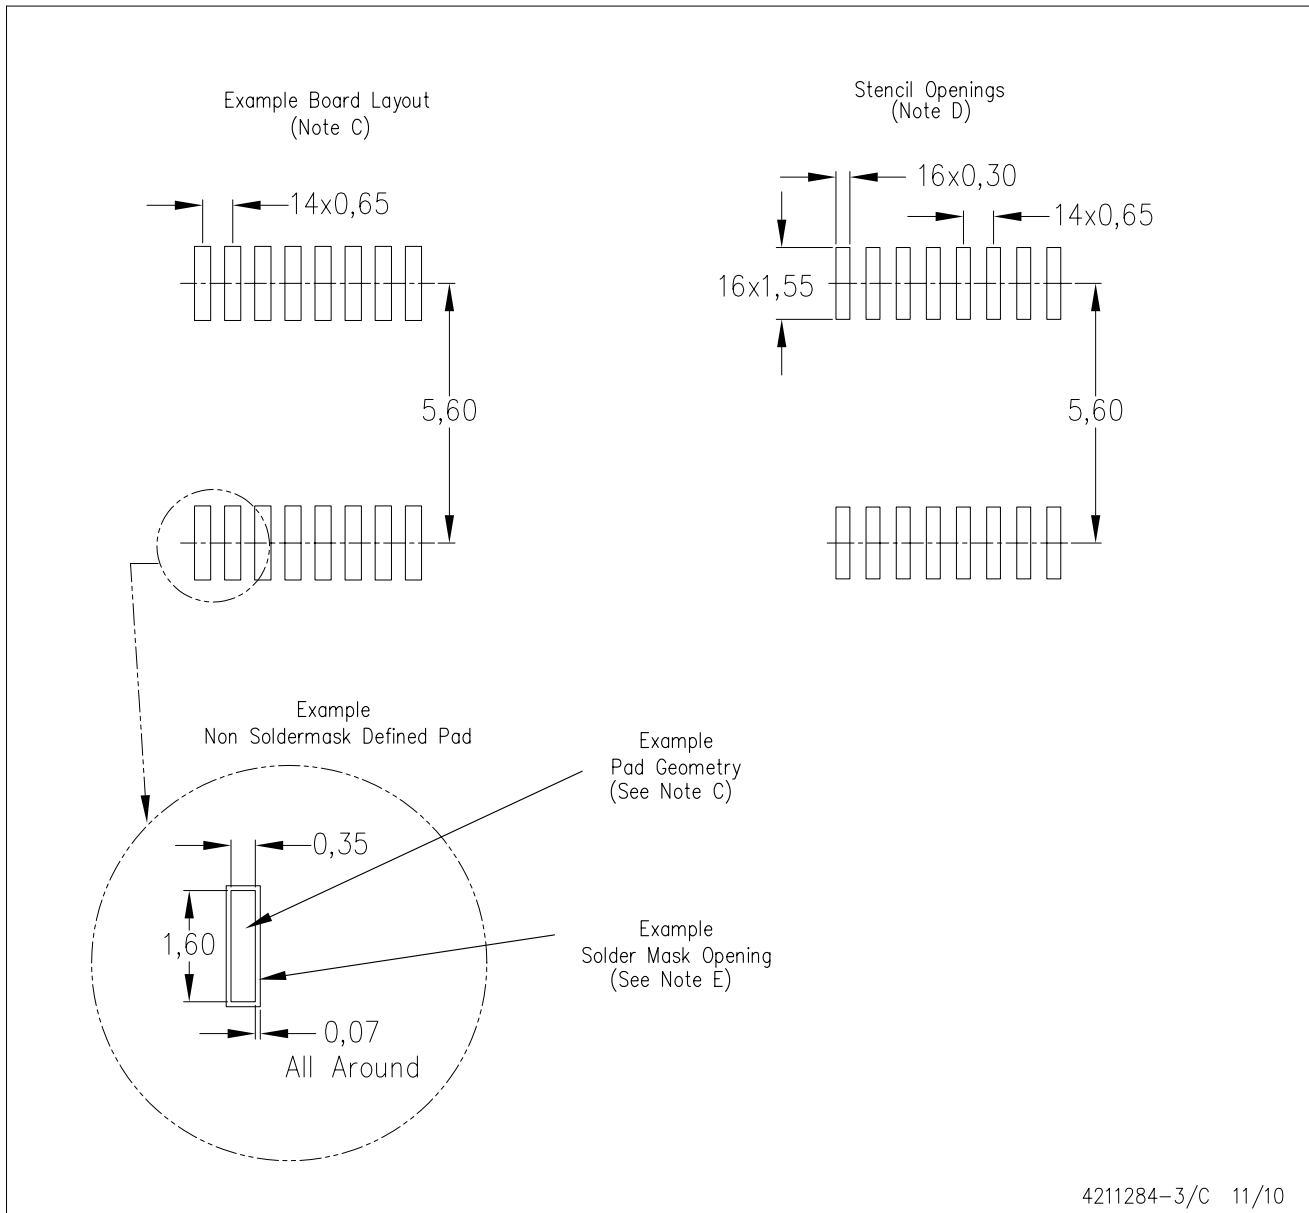 Example Board Layout
(Note C)
14x0,65
5,60
Stencil Openings
(Note D)
16x0,30
14x0,65
16x1,55
5,60
Example
Non Soldermask Defined Pad
Example
Pad Geometry
(See Note C)
0,35
1,60
Example
Solder Mask Opening
(See Note E)
0,07
All Around
4211284-3/C 11/10